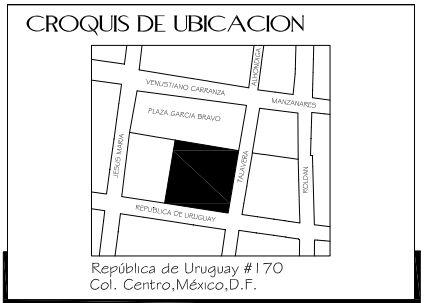 CROQUIS DE UBICACION
ALHONDIGA
VENUSTIANO CARRANZA
MANZANARES
PLAZA GARCIA BRAVO
JESUS MARIA
TALAVERA
ROLDAN
REPUBLICA DE URUGUAY
República de Uruguay #170
Col. Centro,México,D.F.